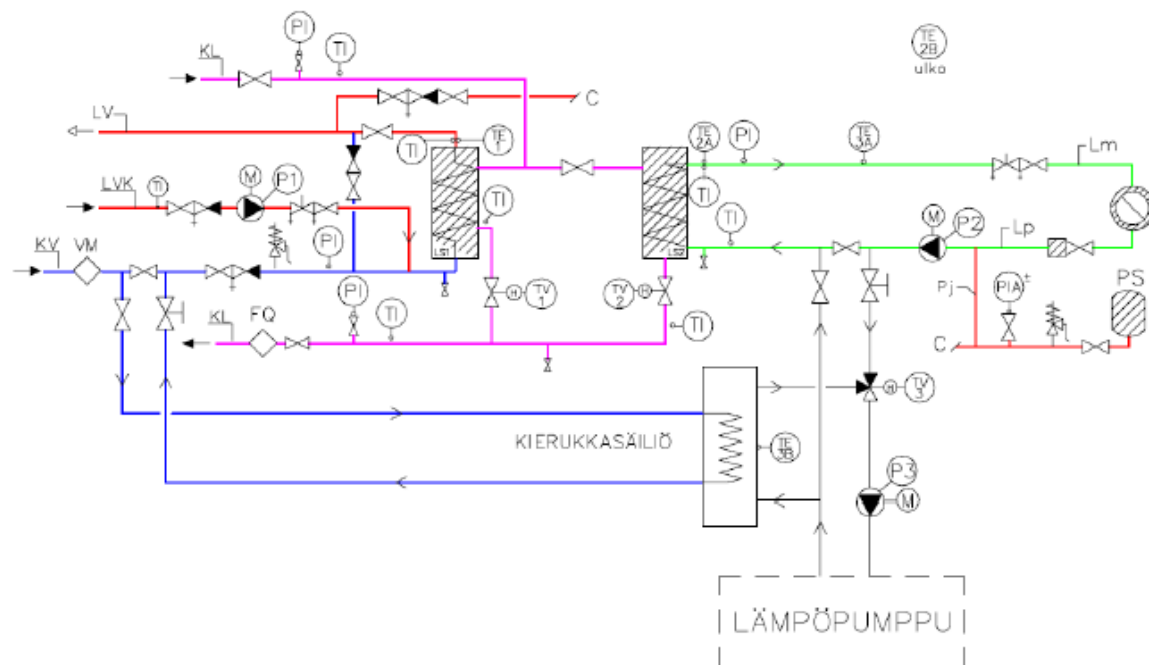 PI
TI
TE
2B
ulko
KL
C
LV
TI
TE
1
TE
2A
PI
TE
3A
Lm
LVK
TI
M
P1
TI
LS1
TI
LS2
TI
M
P2
Lp
KV
VM
PI
PI
TV
1
TV
2
TI
Pj
PIA±
PS
KL
FQ
TI
C
TV
3
KIERUKKASÄILIÖ
TE
3B
P3
M
LÄMPÖPUMPPU